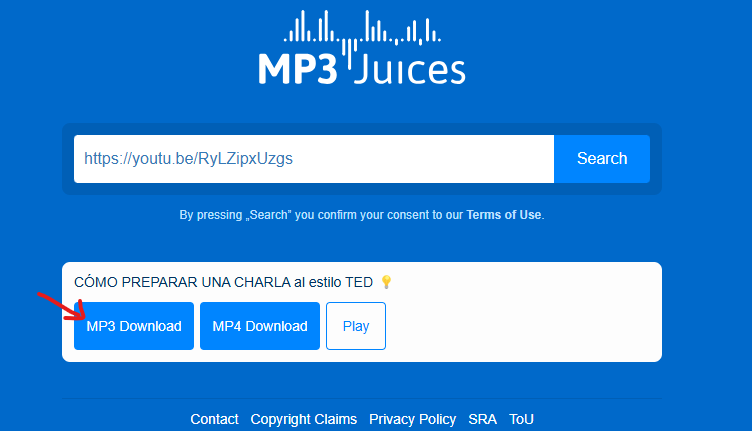 MP3 Juices
https://youtu.be/RyLZipxUzgs
Search
By pressing „Search” you confirm your consent to our Terms of Use.
CÓMO PREPARAR UNA CHARLA al estilo TED 💡
MP3 Download MP4 Download Play
Contact Copyright Claims Privacy Policy SRA ToU